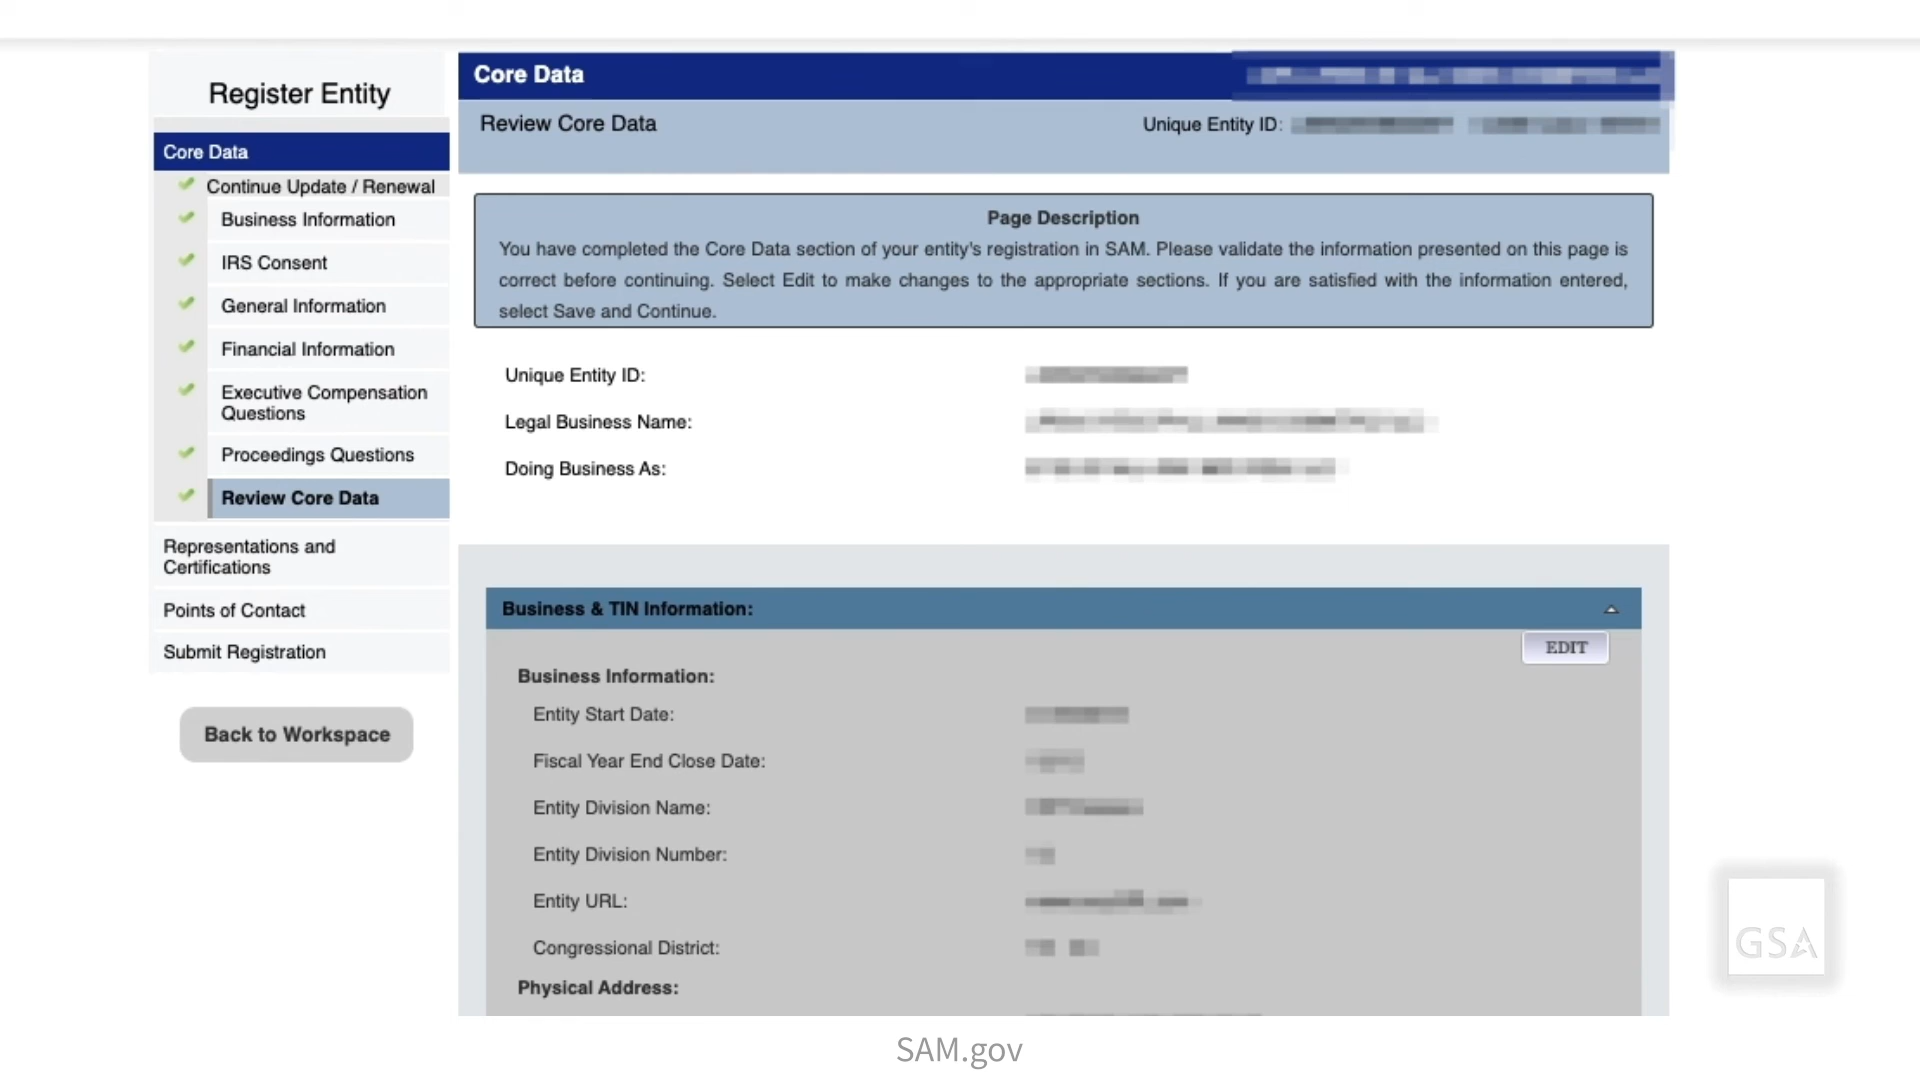 Register Entity
Core Data
Continue Update / Renewal
Business Information
IRS Consent
General Information
Financial Information
Executive Compensation
Questions
Proceedings Questions
Review Core Data
Representations and
Certifications
Points of Contact
Submit Registration
Back to Workspace
Core Data
Review Core Data
Unique Entity ID:
Page Description
You have completed the Core Data section of your entity's registration in SAM. Please validate the information presented on this page is
correct before continuing. Select Edit to make changes to the appropriate sections. If you are satisfied with the information entered,
select Save and Continue.
Unique Entity ID:
Legal Business Name:
Doing Business As:
Business & TIN Information:
EDIT
Business Information:
Entity Start Date:
Fiscal Year End Close Date:
Entity Division Name:
Entity Division Number:
Entity URL:
Congressional District:
Physical Address:
GSA
SAM.gov